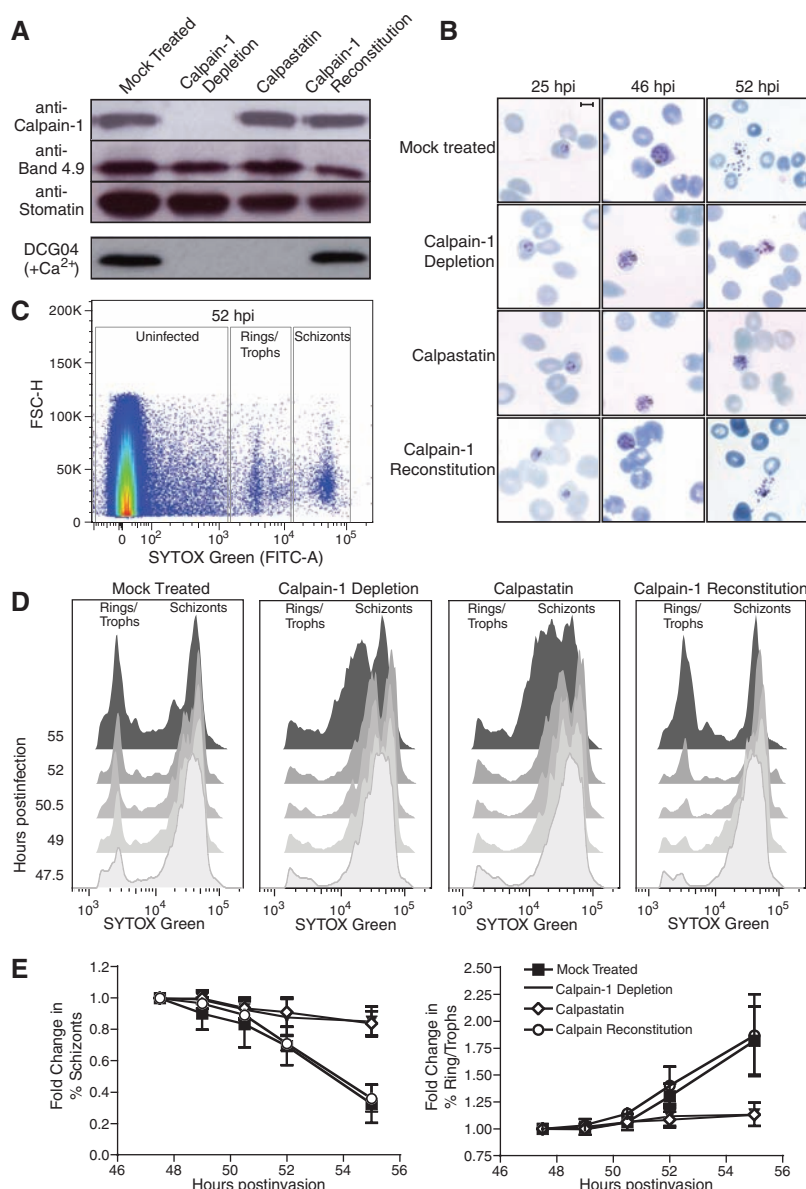 A
Mock Treated
Calpain-1 Depletion
Calpastatin
Calpain-1 Reconstitution
anti-Calpain-1
anti-Band 4.9
anti-Stomatin
DCG04 (+Ca2+)
B
25 hpi 46 hpi 52 hpi
Mock treated
Calpain-1 Depletion
Calpastatin
Calpain-1 Reconstitution
C
52 hpi
Uninfected Rings/Trophs Schizonts
FSC-H
200K
150K
100K
50K
0
0 10^2 10^3 10^4 10^5
SYTOX Green (FITC-A)
D
Mock Treated Calpain-1 Depletion Calpastatin Calpain-1 Reconstitution
Rings/Trophs Schizonts Rings/Trophs Schizonts Rings/Trophs Schizonts Rings/Trophs Schizonts
Hours postinfection
55
52
50.5
49
47.5
10^3 10^4 10^5 10^3 10^4 10^5 10^3 10^4 10^5 10^3 10^4 10^5
SYTOX Green SYTOX Green SYTOX Green SYTOX Green
E
Fold Change in % Schizonts
1.2
1.0
0.8
0.6
0.4
0.2
0.0
46 48 50 52 54 56
Hours postinvasion
Fold Change in % Ring/Trophs
2.50
2.25
2.00
1.75
1.50
1.25
1.00
0.75
Mock Treated
Calpain-1 Depletion
Calpastatin
Calpain Reconstitution
46 48 50 52 54 56
Hours postinvasion